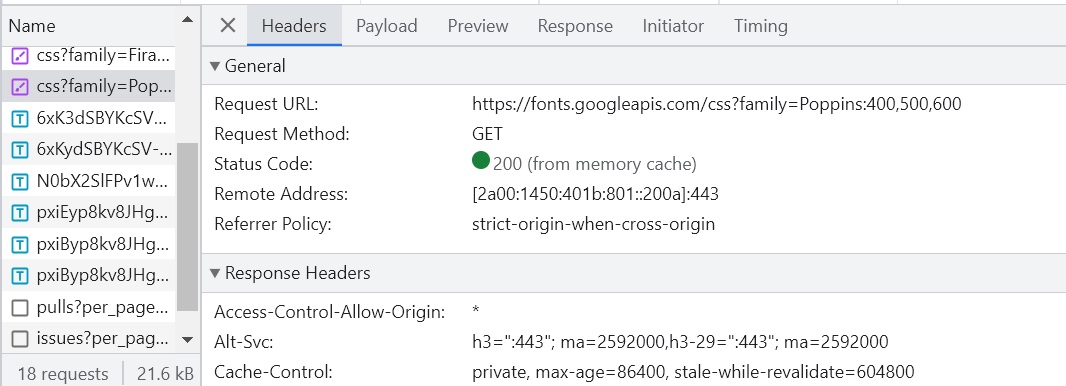 Name
css?family=Fira...
css?family=Pop...
6xK3dSBYKcSV...
6xKydSBYKcSV-...
N0bX2SlFPv1w...
pxiEyp8kv8JHg...
pxiByp8kv8JHg...
pxiByp8kv8JHg...
pulls?per_page...
issues?per_pag...
18 requests 21.6 kB
Headers Payload Preview Response Initiator Timing
General
Request URL: https://fonts.googleapis.com/css?family=Poppins:400,500,600
Request Method: GET
Status Code: 200 (from memory cache)
Remote Address: [2a00:1450:401b:801::200a]:443
Referrer Policy: strict-origin-when-cross-origin
Response Headers
Access-Control-Allow-Origin: *
Alt-Svc: h3=":443"; ma=2592000,h3-29=":443"; ma=2592000
Cache-Control: private, max-age=86400, stale-while-revalidate=604800